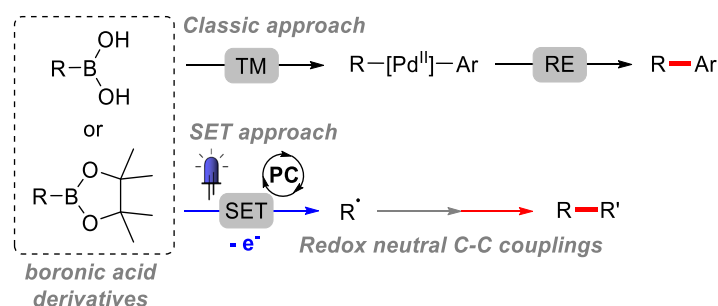 Classic approach
OH
R–B
OH
TM
R–[Pd^II]–Ar
RE
R–Ar
or
SET approach
O
R–B
O
PC
SET
- e^-
R•
R–R'
Redox neutral C-C couplings
boronic acid
derivatives